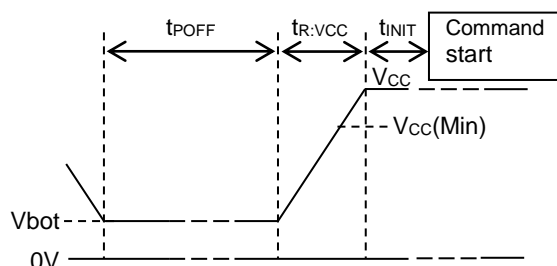 tPOFF
tR:VCC
tINIT
Command
start
VCC
VCC(Min)
Vbot
0V